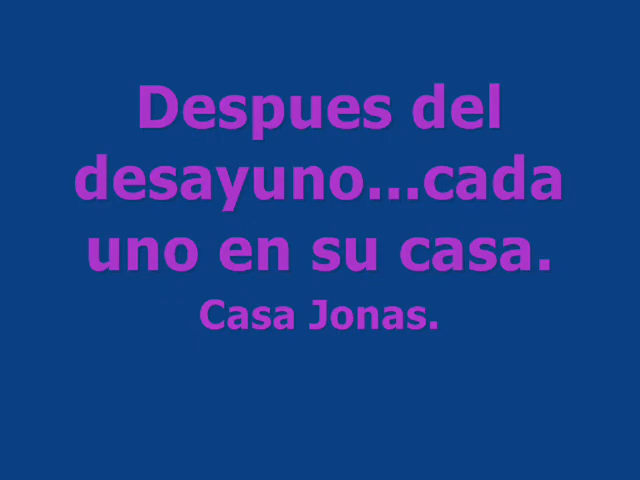 Despues del
desayuno...cada
uno en su casa.
Casa Jonas.